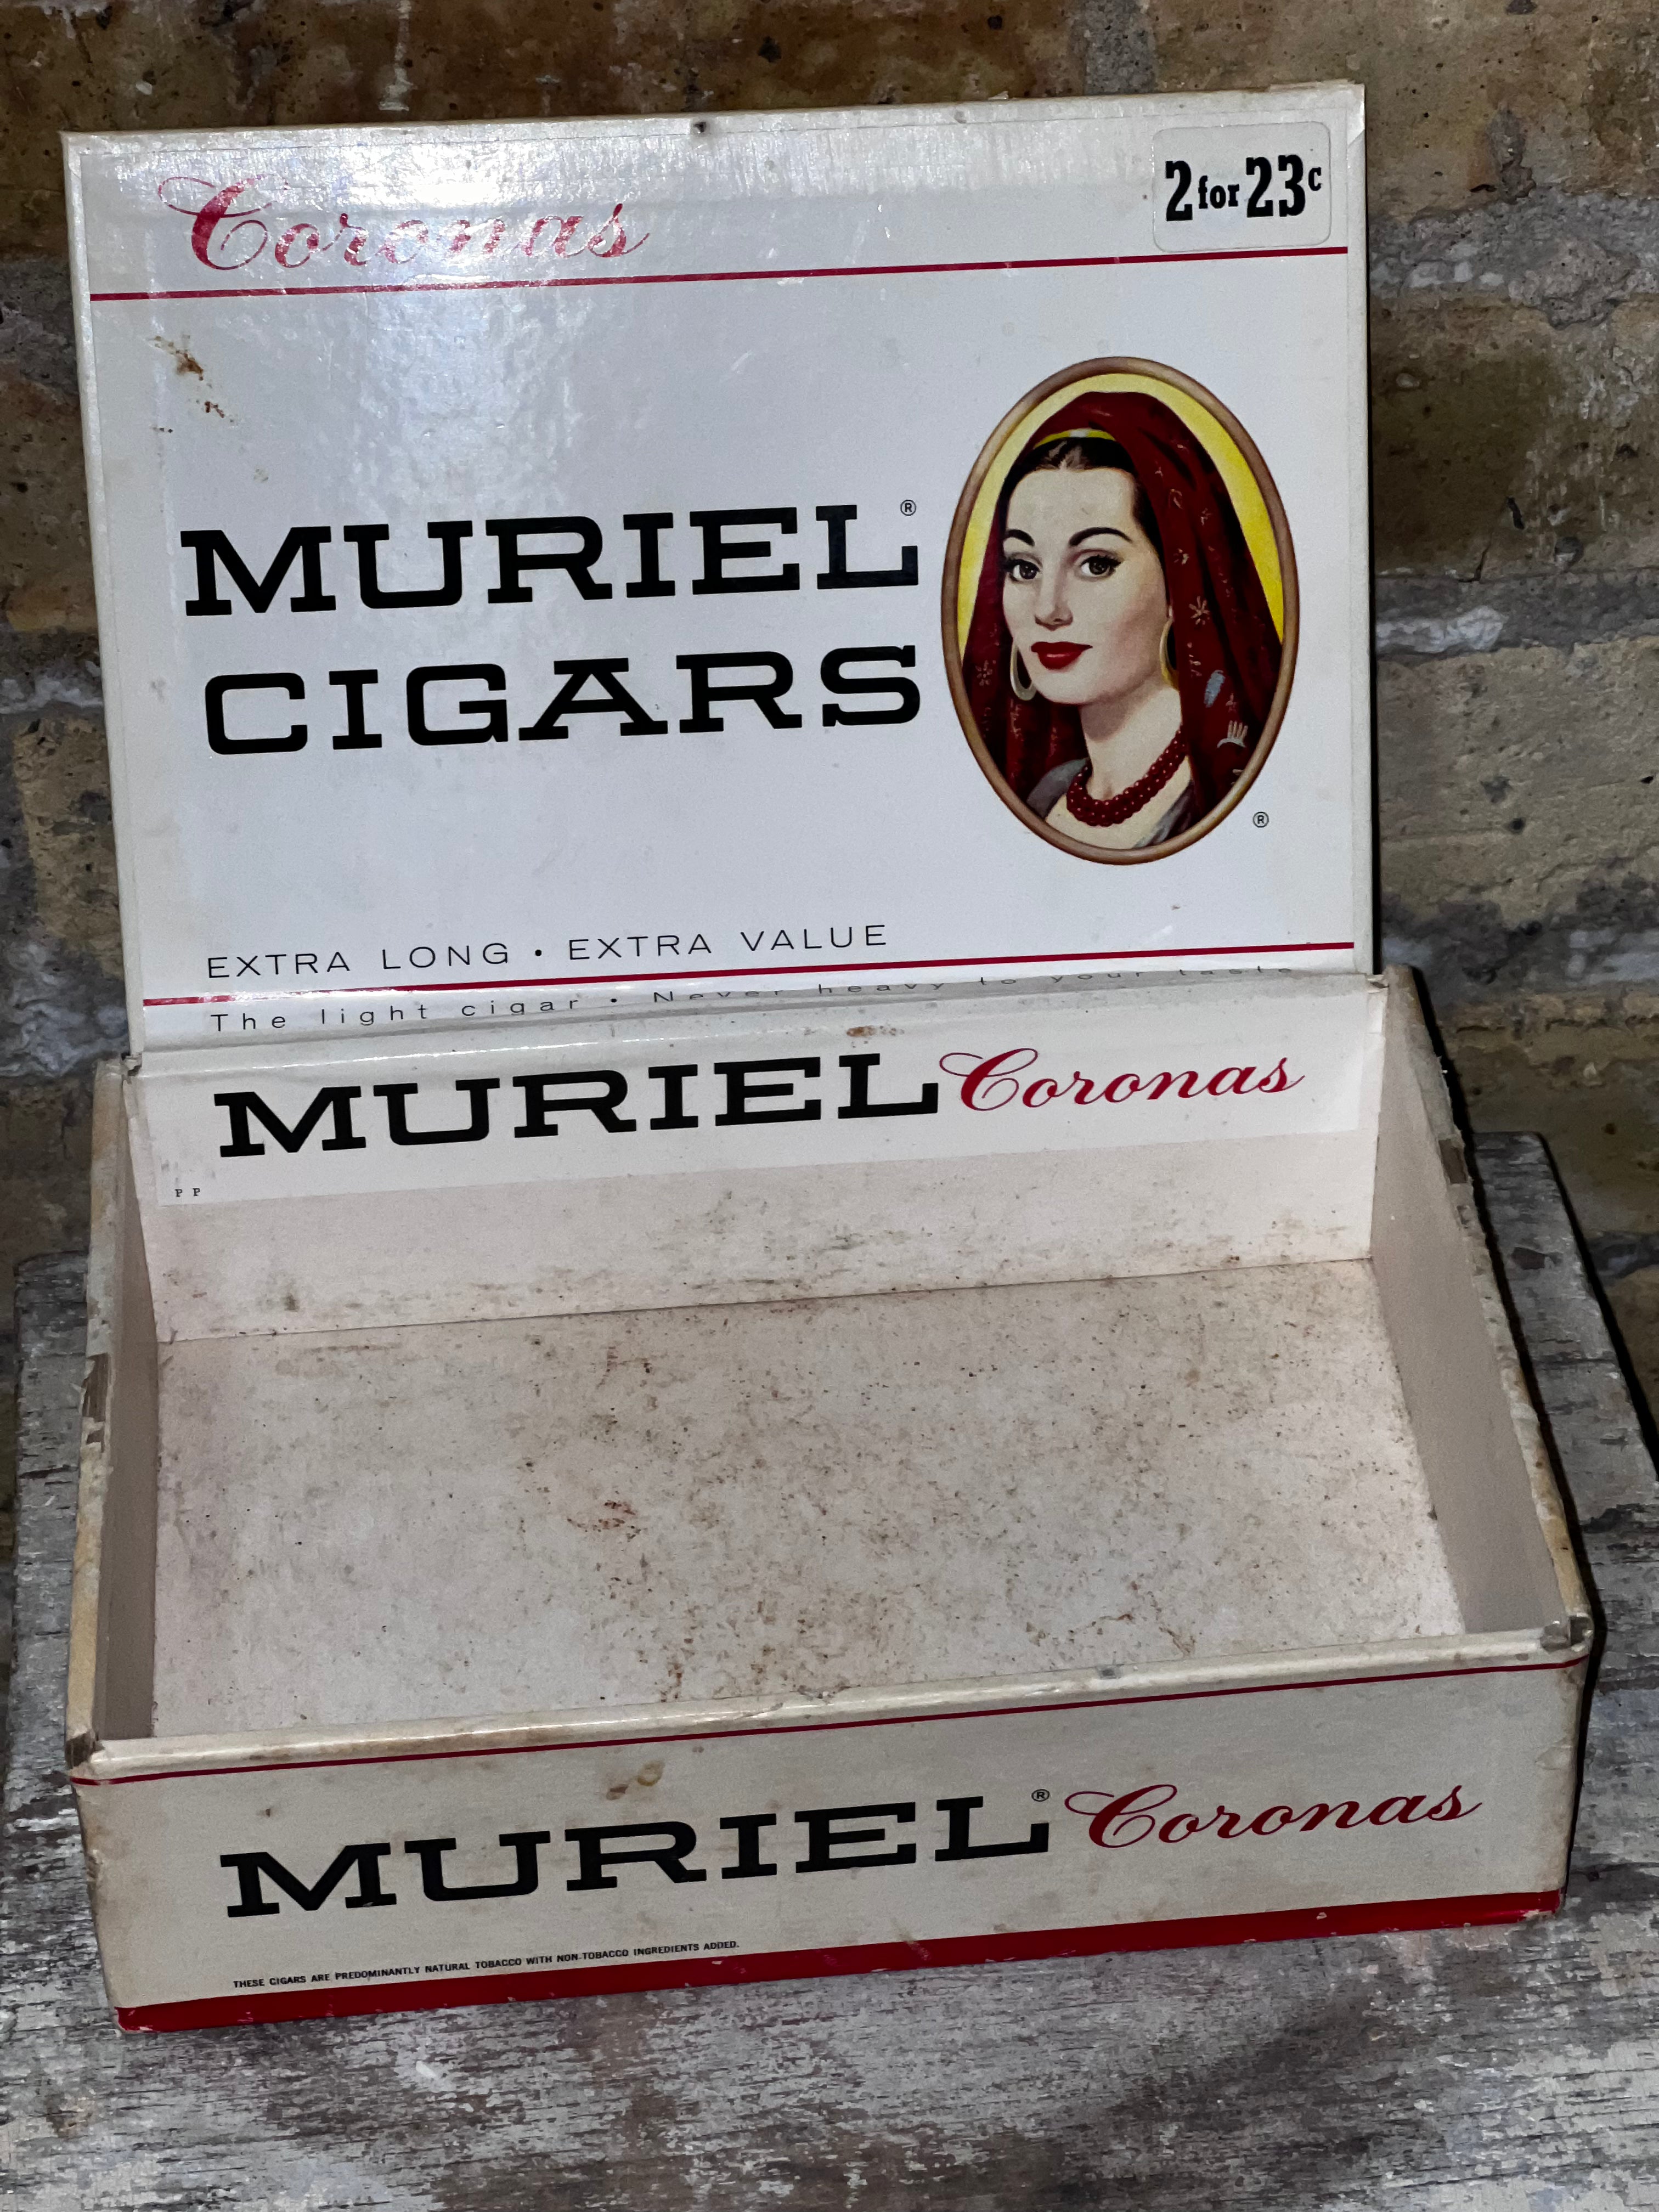 Coronas
2 for 23c
MURIEL®
CIGARS
®
EXTRA LONG • EXTRA VALUE
The light cigar • Never heavy to your taste
MURIEL Coronas
P P
MURIEL® Coronas
THESE CIGARS ARE PREDOMINANTLY NATURAL TOBACCO WITH NON-TOBACCO INGREDIENTS ADDED.